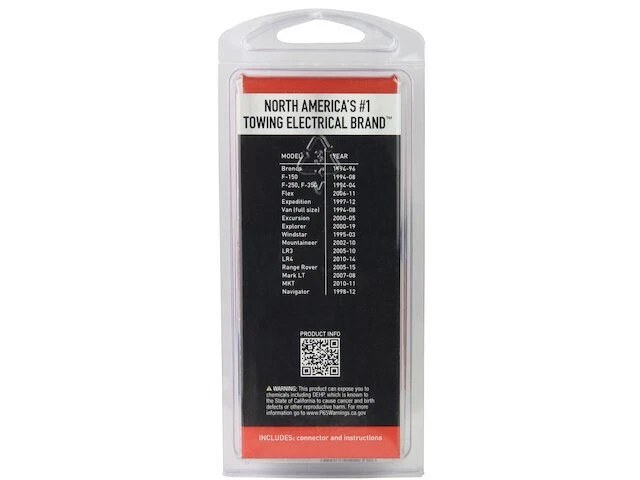 NORTH AMERICA'S #1
TOWING ELECTRICAL BRAND™
MODEL YEAR
Bronco 1994-96
F-150 1994-08
F-250, F-350 1994-04
Flex 2006-11
Expedition 1997-12
Van (full size) 1994-08
Excursion 2000-05
Explorer 2000-19
Windstar 1995-03
Mountaineer 2002-10
LR3 2005-10
LR4 2010-14
Range Rover 2005-15
Mark LT 2007-08
MKT 2010-11
Navigator 1998-12
PRODUCT INFO
⚠ WARNING: This product can expose you to
chemicals including DEHP, which is known to
the State of California to cause cancer and birth
defects or other reproductive harm. For more
information go to www.P65Warnings.ca.gov
INCLUDES: connector and instructions